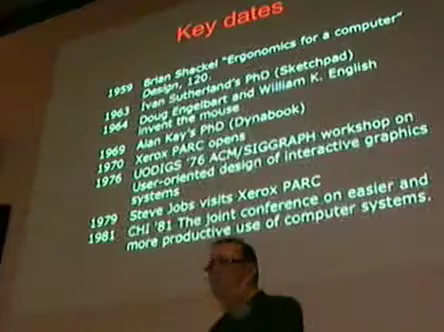 Key dates
1959 Brian Shackel "Ergonomics for a computer"
Design, 120.
1963 Ivan Sutherland's PhD (Sketchpad)
1964 Doug Engelbart and William K. English
invent the mouse
1969 Alan Kay's PhD (Dynabook)
1970 Xerox PARC opens
1976 UODIGS '76 ACM/SIGGRAPH workshop on
User-oriented design of interactive graphics
systems
1979 Steve Jobs visits Xerox PARC
1981 CHI '81 The joint conference on easier and
more productive use of computer systems.